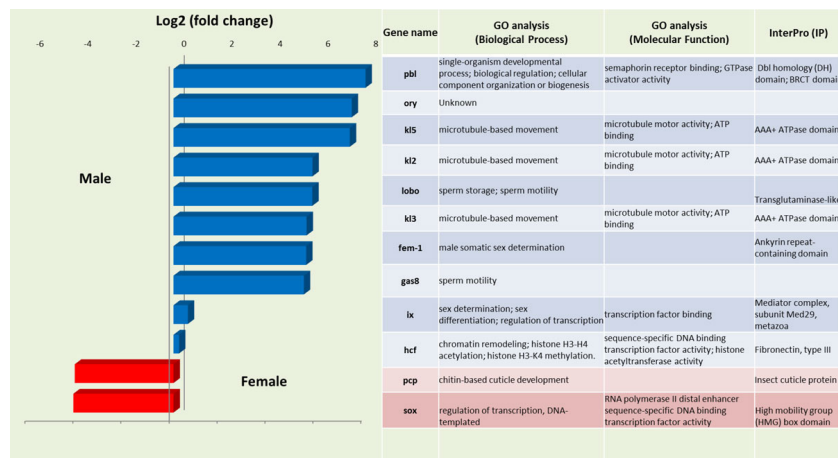 Log2 (fold change)
-6 -4 -2 0 2 4 6 8
Male
Female
Gene name
GO analysis
(Biological Process)
GO analysis
(Molecular Function)
InterPro (IP)
pbl
single-organism developmental
process; biological regulation; cellular
component organization or biogenesis
semaphorin receptor binding; GTPase
activator activity
Dbl homology (DH)
domain; BRCT domain
ory
Unknown
kl5
microtubule-based movement
microtubule motor activity; ATP
binding
AAA+ ATPase domain
kl2
microtubule-based movement
microtubule motor activity; ATP
binding
AAA+ ATPase domain
lobo
sperm storage; sperm motility
Transglutaminase-like
kl3
microtubule-based movement
microtubule motor activity; ATP
binding
AAA+ ATPase domain
fem-1
male somatic sex determination
Ankyrin repeat-
containing domain
gas8
sperm motility
ix
sex determination; sex
differentiation; regulation of transcription
transcription factor binding
Mediator complex,
subunit Med29,
metazoa
hcf
chromatin remodeling; histone H3-H4
acetylation; histone H3-K4 methylation.
sequence-specific DNA binding
transcription factor activity; histone
acetyltransferase activity
Fibronectin, type III
pcp
chitin-based cuticle development
Insect cuticle protein
sox
regulation of transcription, DNA-
templated
RNA polymerase II distal enhancer
sequence-specific DNA binding
transcription factor activity
High mobility group
(HMG) box domain